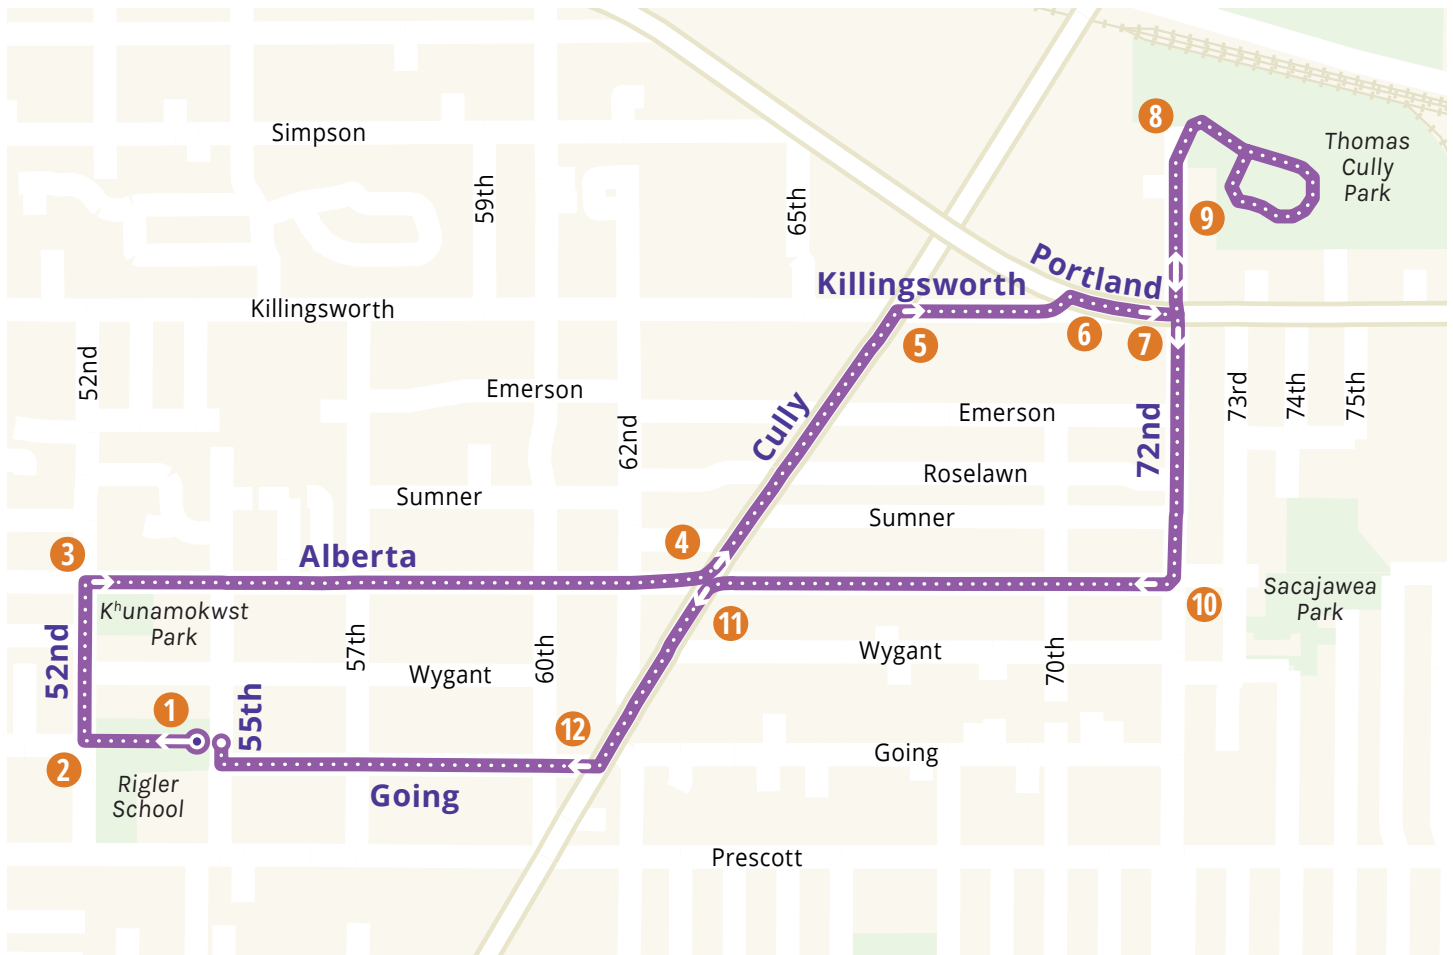 8
Simpson
Thomas
Cully
Park
59th
65th
9
Portland
Killingsworth
Killingsworth
6
5
7
52nd
Emerson
73rd
74th
75th
Emerson
Cully
62nd
72nd
Roselawn
Sumner
Sumner
4
3
Alberta
Sacajawea
Park
10
Kʰunamokwst
Park
11
57th
60th
Wygant
70th
52nd
Wygant
1
55th
12
Going
2
Rigler
School
Going
Prescott